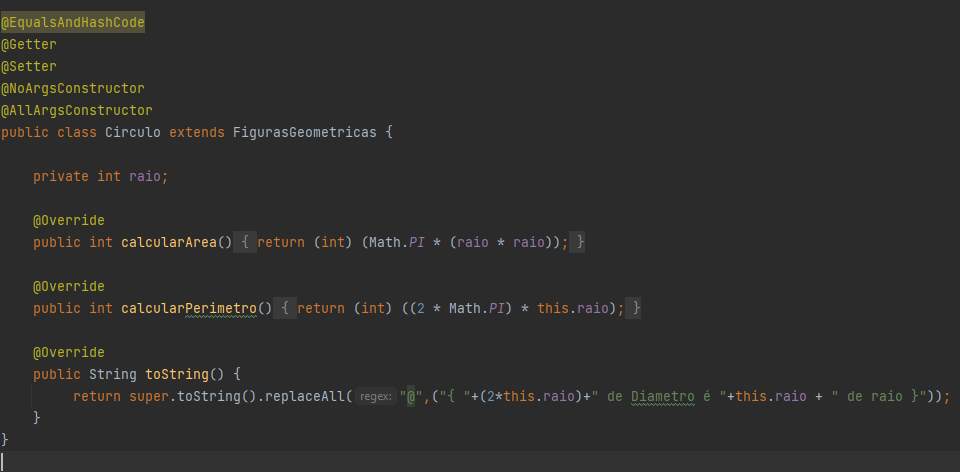 @EqualsAndHashCode
@Getter
@Setter
@NoArgsConstructor
@AllArgsConstructor
public class Circulo extends FigurasGeometricas {
private int raio;
@Override
public int calcularArea() { return (int) (Math.PI * (raio * raio)); }
@Override
public int calcularPerimetro() { return (int) ((2 * Math.PI) * this.raio); }
@Override
public String toString() {
return super.toString().replaceAll( regex: "@",("{ "+(2*this.raio)+" de Diametro é "+this.raio + " de raio }"));
}
}